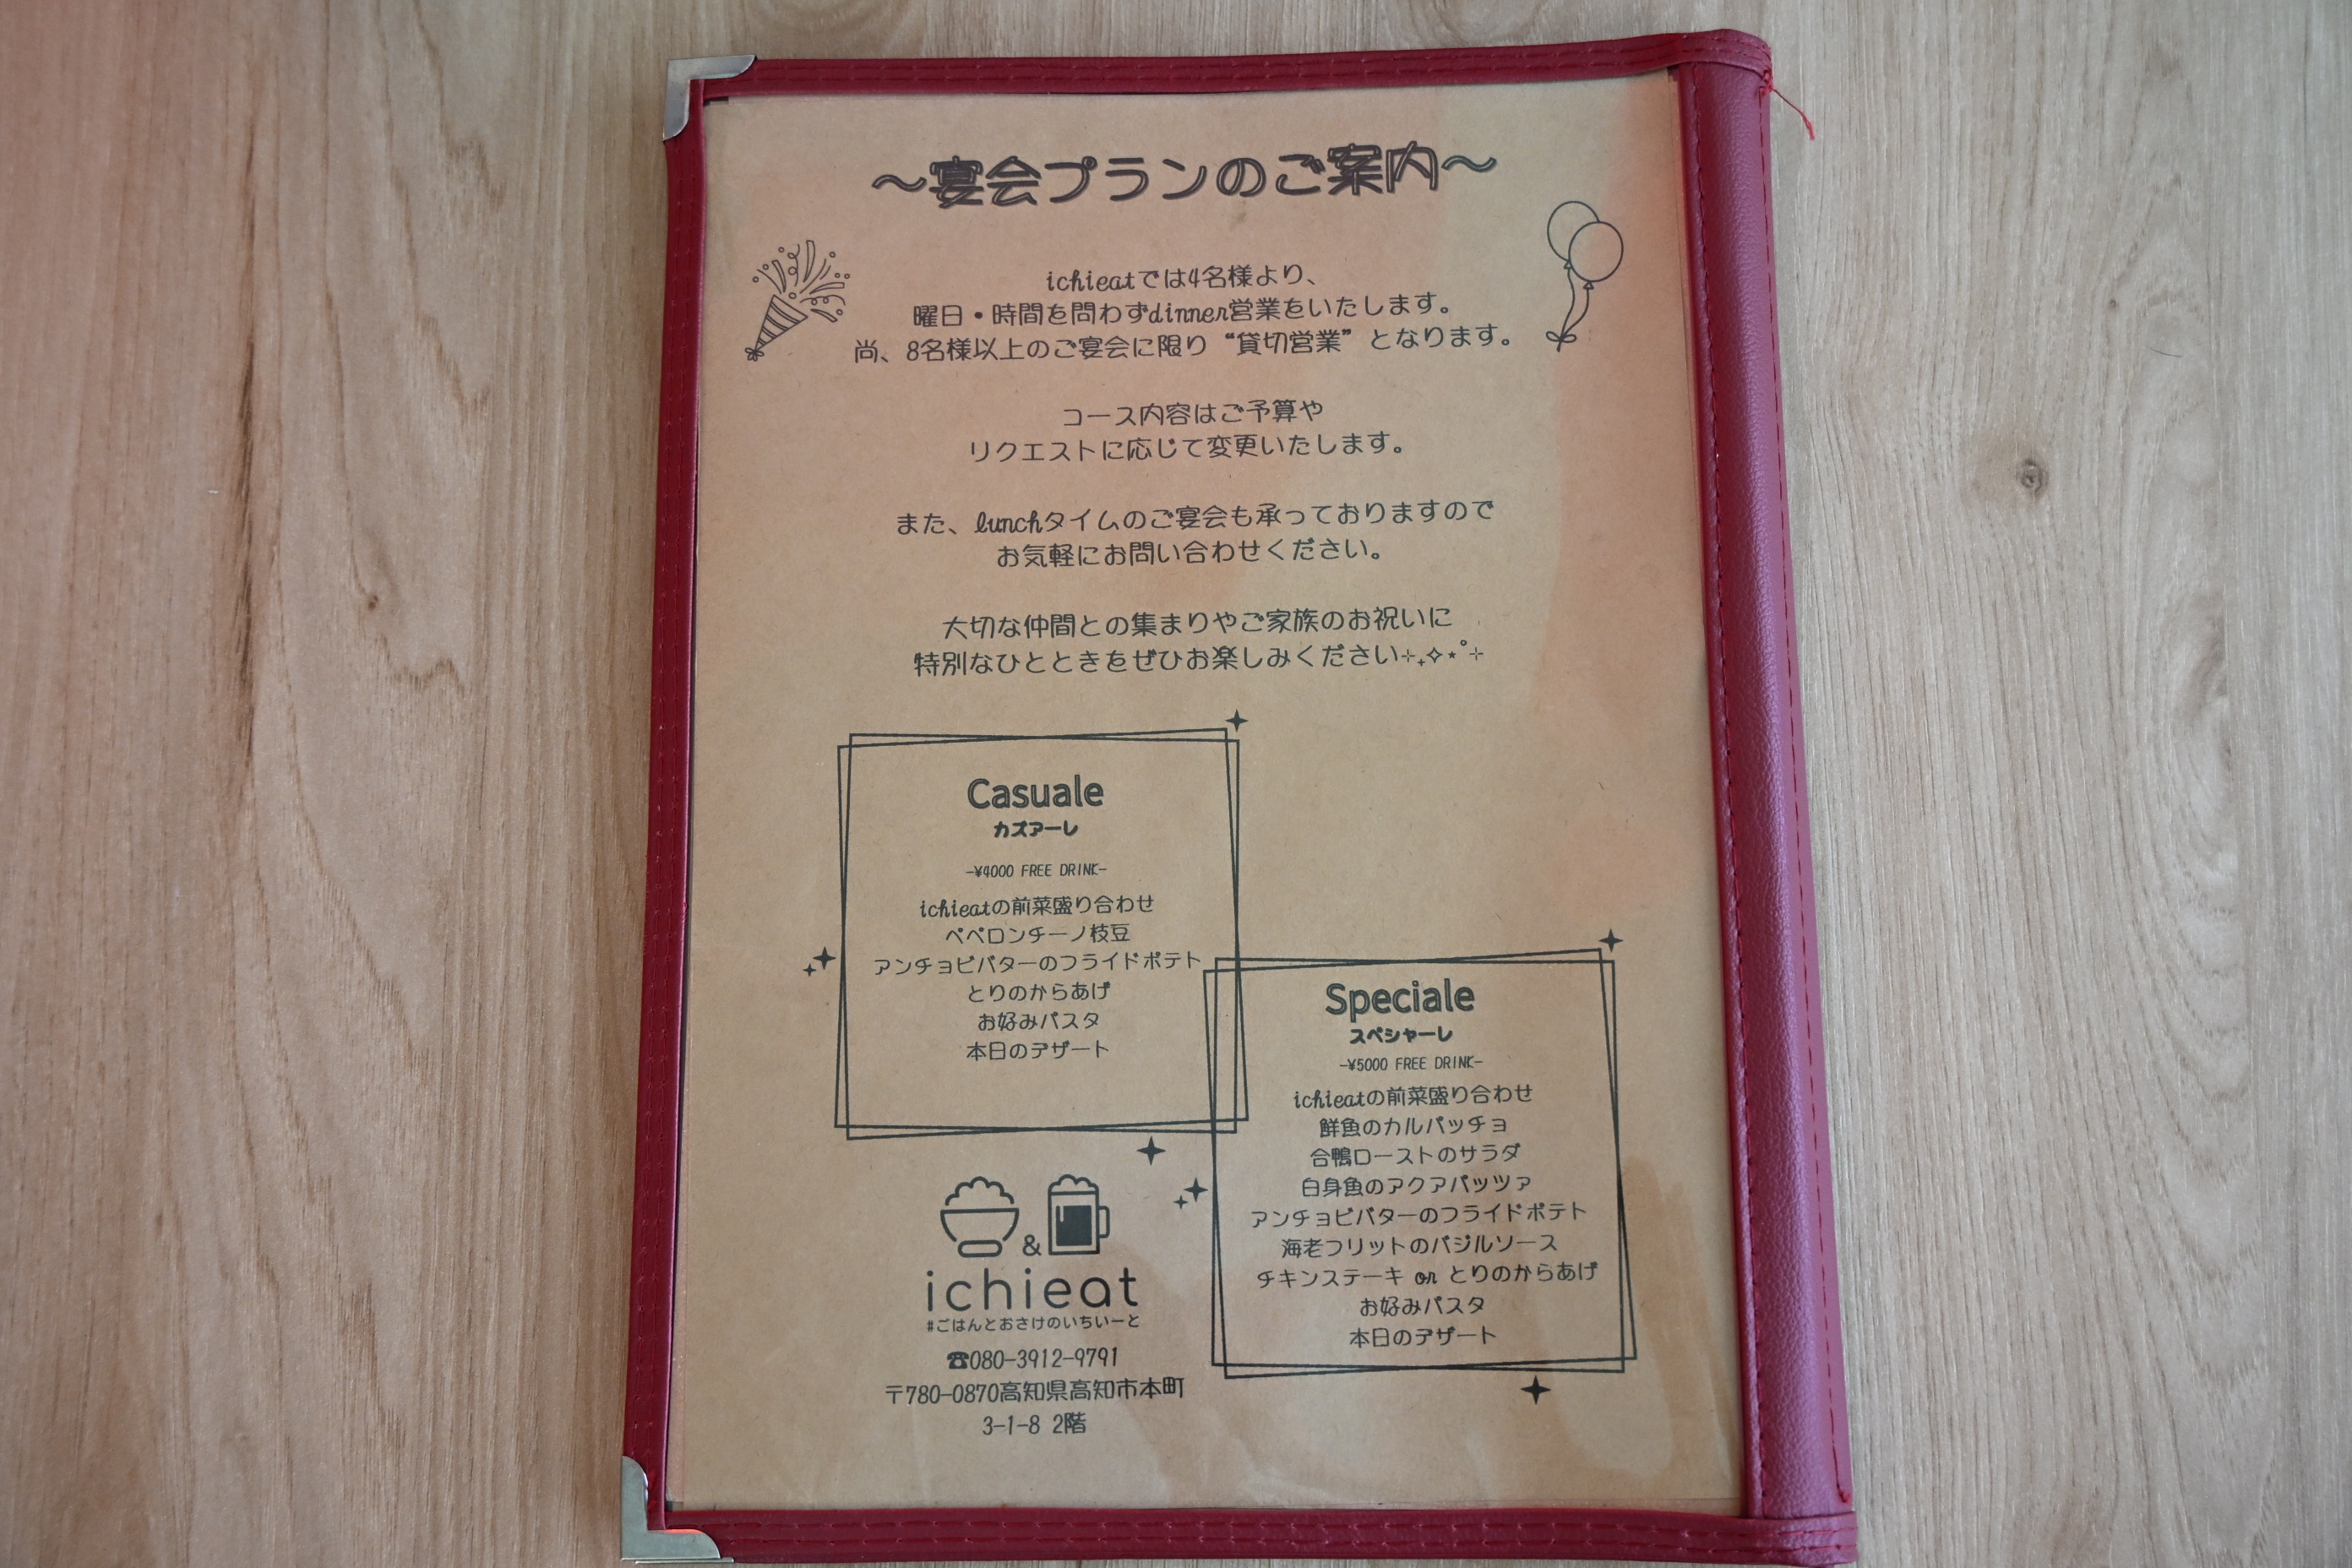 ～宴会プランのご案内～
ichieatでは4名様より、
曜日・時間を問わずdinner営業をいたします。
尚、8名様以上のご宴会に限り“貸切営業”となります。
コース内容はご予算や
リクエストに応じて変更いたします。
また、lunchタイムのご宴会も承っておりますので
お気軽にお問い合わせください。
大切な仲間との集まりやご家族のお祝いに
特別なひとときをぜひお楽しみください⊹₊✧⋆˚⊹
Casuale
カズアーレ
-¥4000 FREE DRINK-
ichieatの前菜盛り合わせ
ペペロンチーノ枝豆
アンチョビバターのフライドポテト
とりのからあげ
お好みパスタ
本日のデザート
Speciale
スペシャーレ
-¥5000 FREE DRINK-
ichieatの前菜盛り合わせ
鮮魚のカルパッチョ
合鴨ローストのサラダ
白身魚のアクアパッツァ
アンチョビバターのフライドポテト
海老フリットのバジルソース
チキンステーキ or とりのからあげ
お好みパスタ
本日のデザート
&
ichieat
#ごはんとおさけのいちいーと
☎080-3912-9791
〒780-0870高知県高知市本町
3-1-8 2階